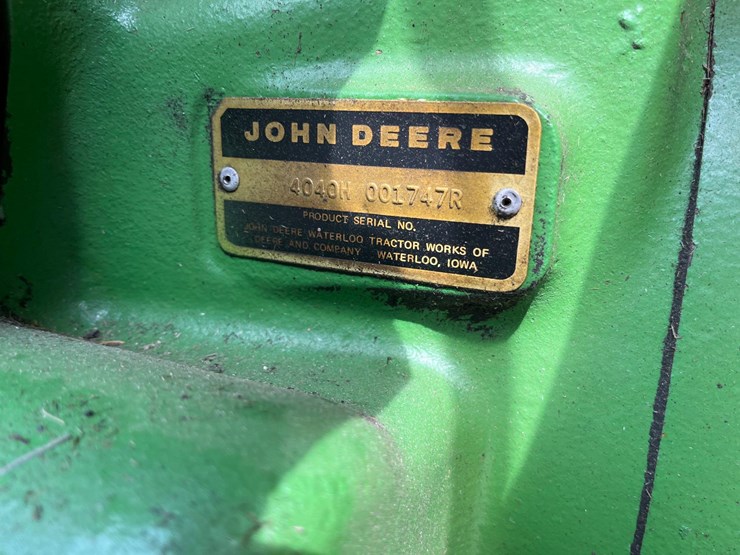 JOHN DEERE
4040H 001747R
PRODUCT SERIAL NO.
JOHN DEERE WATERLOO TRACTOR WORKS OF
DEERE AND COMPANY WATERLOO, IOWA